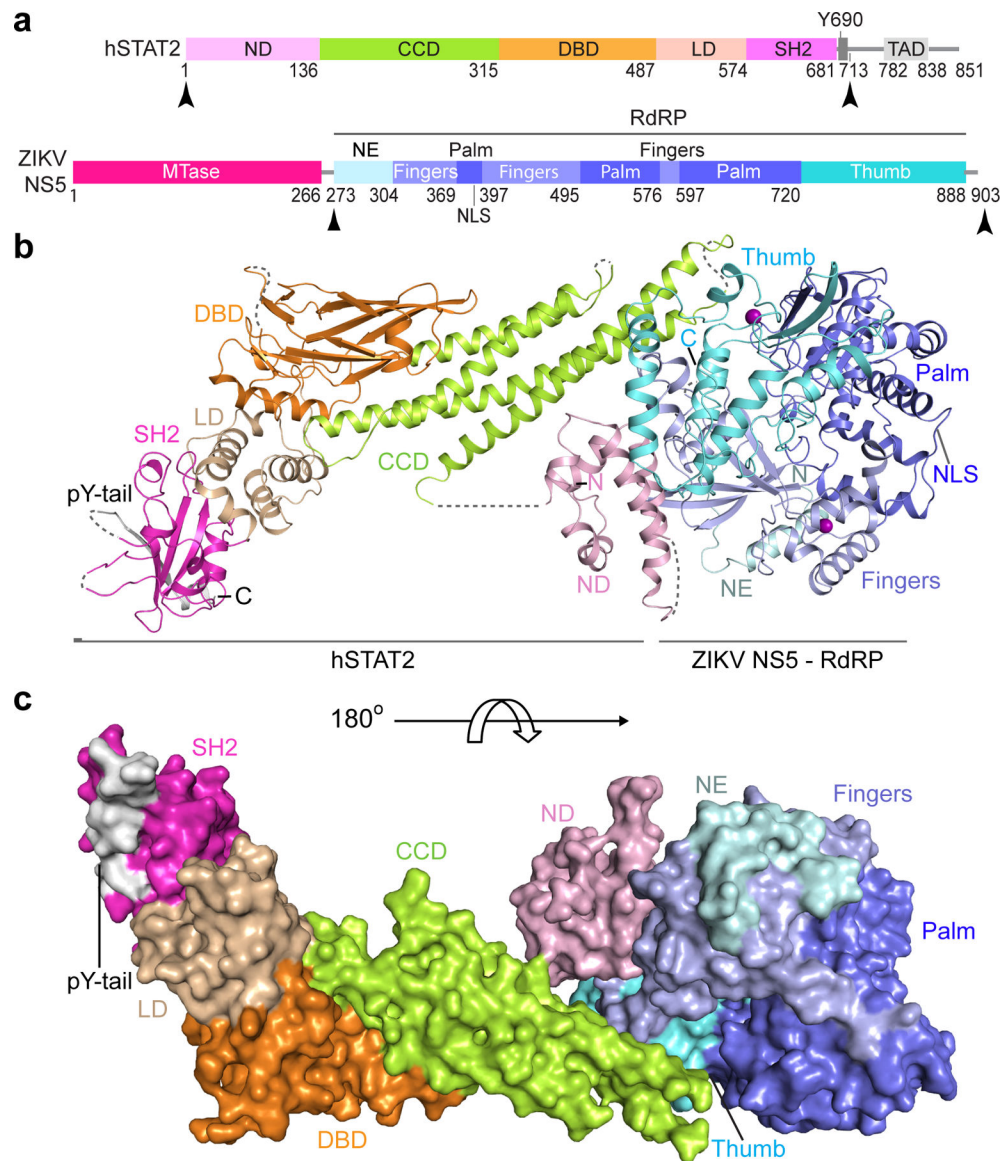 a
Y690
hSTAT2
ND CCD DBD LD SH2 TAD
1 136 315 487 574 681 713 782 838 851
RdRP
ZIKV
NS5
NE Palm Fingers
MTase Fingers Fingers Palm Palm Thumb
1 266 273 304 369 397 495 576 597 720 888 903
NLS
b
Thumb
DBD
C
Palm
LD
SH2
CCD
NLS
pY-tail
N
N
ND
NE
Fingers
C
hSTAT2
ZIKV NS5 - RdRP
c
180o
SH2
NE
Fingers
ND
CCD
Palm
pY-tail
LD
DBD
Thumb